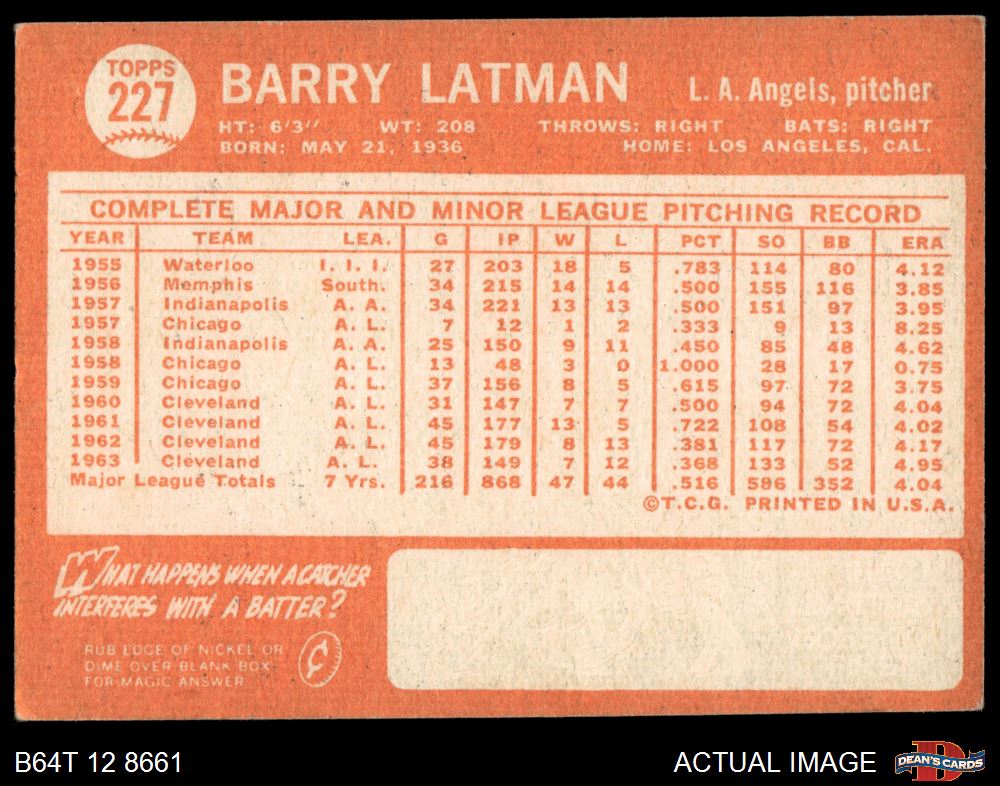 TOPPS
227
BARRY LATMAN
L. A. Angels, pitcher
HT: 6'3'' WT: 208 THROWS: RIGHT BATS: RIGHT
BORN: MAY 21, 1936 HOME: LOS ANGELES, CAL.
COMPLETE MAJOR AND MINOR LEAGUE PITCHING RECORD
YEAR TEAM LEA. G IP W L PCT SO BB ERA
1955 Waterloo I. I. I. 27 203 18 5 .783 114 80 4.12
1956 Memphis South. 34 215 14 14 .500 155 116 3.85
1957 Indianapolis A. A. 34 221 13 13 .500 151 97 3.95
1957 Chicago A. L. 7 12 1 2 .333 9 13 8.25
1958 Indianapolis A. A. 25 150 9 11 .450 85 48 4.62
1958 Chicago A. L. 13 48 3 0 1.000 28 17 0.75
1959 Chicago A. L. 37 156 8 5 .615 97 72 3.75
1960 Cleveland A. L. 31 147 7 7 .500 94 72 4.04
1961 Cleveland A. L. 45 177 13 5 .722 108 54 4.02
1962 Cleveland A. L. 45 179 8 13 .381 117 72 4.17
1963 Cleveland A. L. 38 149 7 12 .368 133 52 4.95
Major League Totals 7 Yrs. 216 868 47 44 .516 586 352 4.04
©T.C.G. PRINTED IN U.S.A.
WHAT HAPPENS WHEN A CATCHER
INTERFERES WITH A BATTER?
RUB EDGE OF NICKEL OR
DIME OVER BLANK BOX
FOR MAGIC ANSWER
¢
B64T 12 8661
ACTUAL IMAGE
D
DEAN'S CARDS